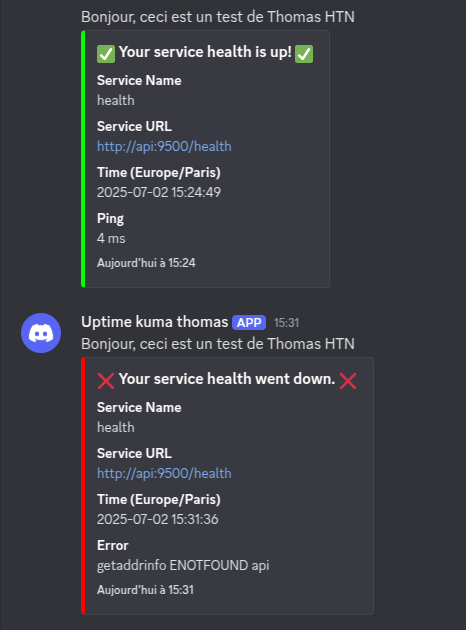 Bonjour, ceci est un test de Thomas HTN
✅ Your service health is up! ✅
Service Name
health
Service URL
http://api:9500/health
Time (Europe/Paris)
2025-07-02 15:24:49
Ping
4 ms
Aujourd'hui à 15:24
Uptime kuma thomas APP 15:31
Bonjour, ceci est un test de Thomas HTN
❌ Your service health went down. ❌
Service Name
health
Service URL
http://api:9500/health
Time (Europe/Paris)
2025-07-02 15:31:36
Error
getaddrinfo ENOTFOUND api
Aujourd'hui à 15:31